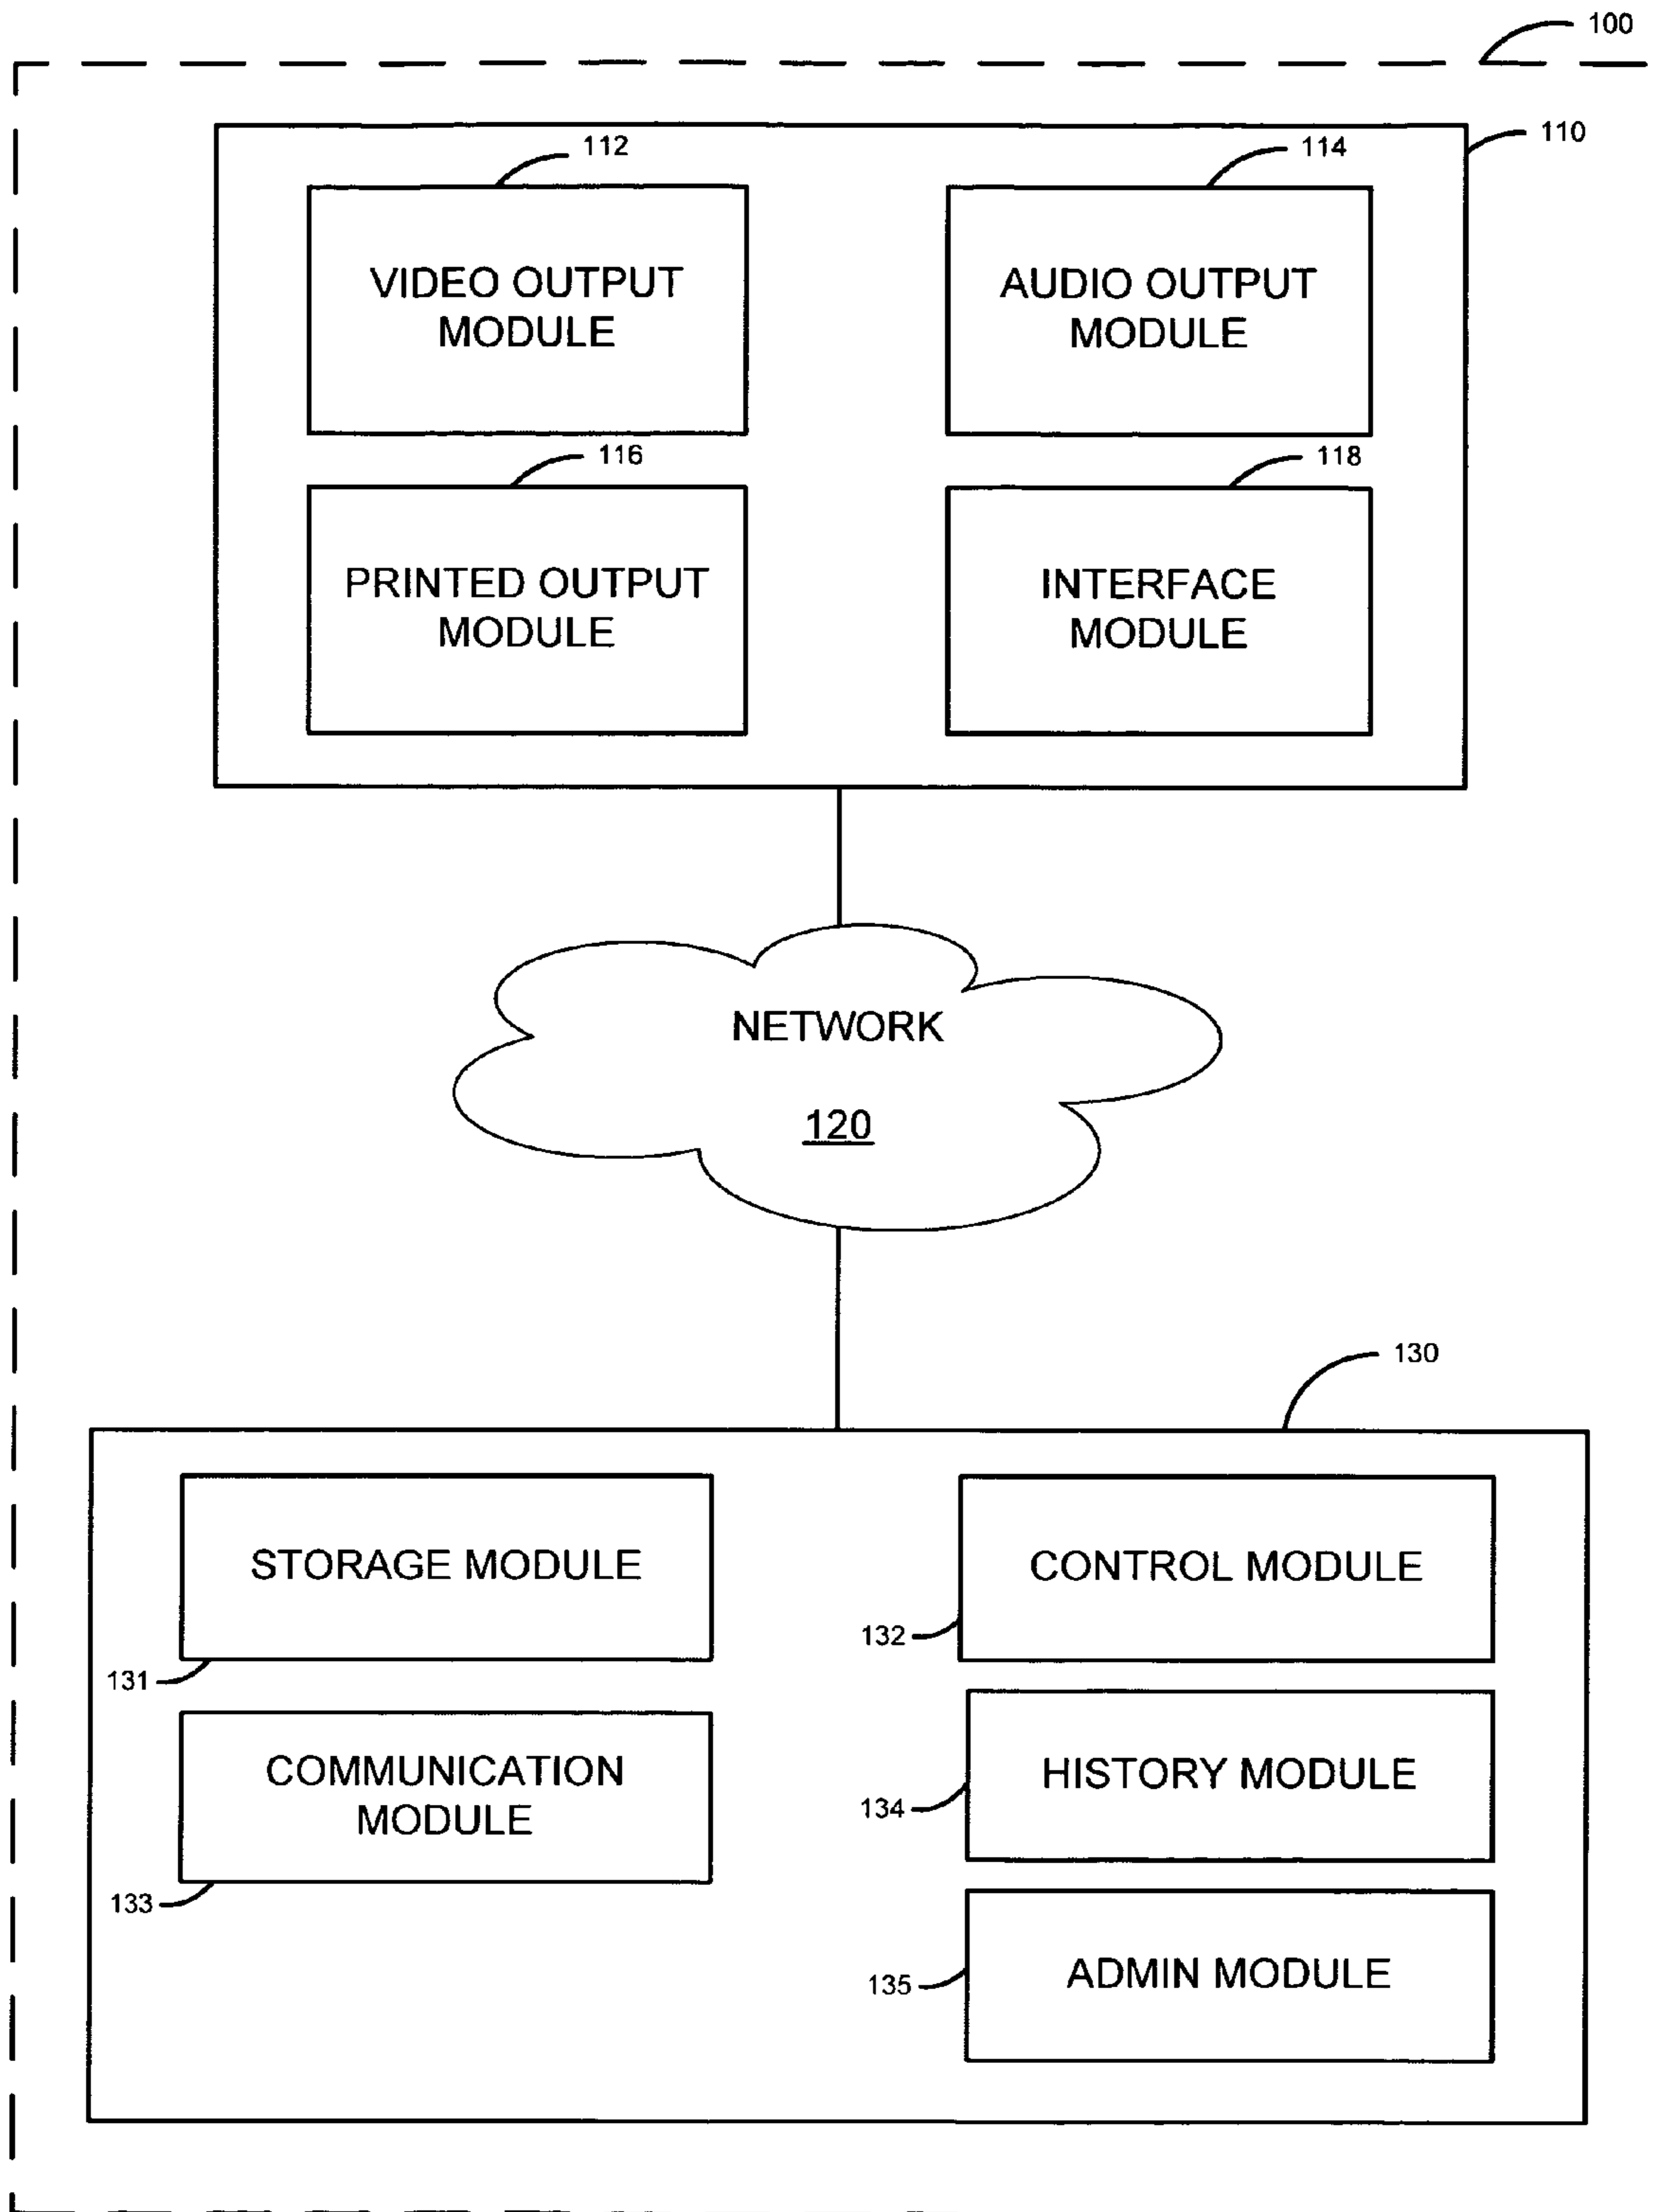 100
110
112
114
VIDEO OUTPUT
MODULE
AUDIO OUTPUT
MODULE
116
118
PRINTED OUTPUT
MODULE
INTERFACE
MODULE
NETWORK
120
130
STORAGE MODULE
CONTROL MODULE
132
131
COMMUNICATION
MODULE
HISTORY MODULE
134
133
ADMIN MODULE
135